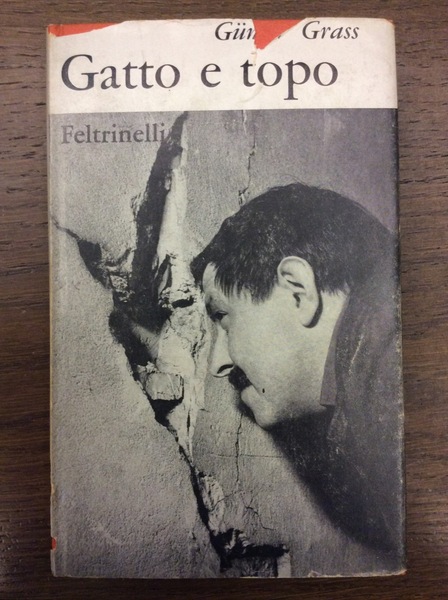 Gün Grass
Gatto e topo
Feltrinelli